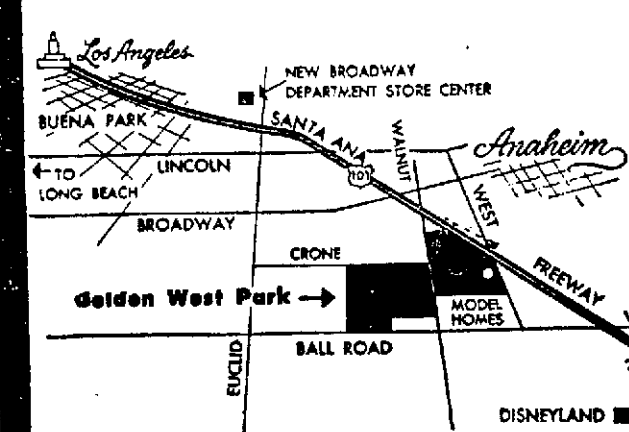 Los Angeles
NEW BROADWAY
DEPARTMENT STORE CENTER
BUENA PARK
SANTA ANA
WALNUT
Anaheim
←TO
LONG BEACH
LINCOLN
101
WEST
BROADWAY
CRONE
FREEWAY
Golden West Park →
MODEL
HOMES
EUCLID
BALL ROAD
DISNEYLAND